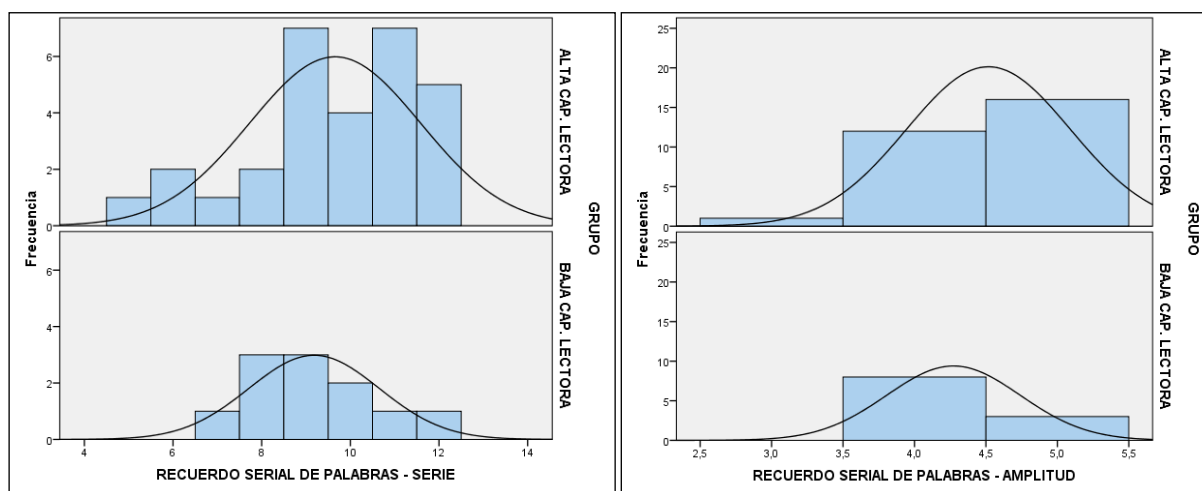 Frecuencia
6
4
2
0
ALTA CAP. LECTORA
6
4
2
0
BAJA CAP. LECTORA
GRUPO
4 6 8 10 12 14
RECUERDO SERIAL DE PALABRAS - SERIE
Frecuencia
25
20
15
10
5
0
ALTA CAP. LECTORA
25
20
15
10
5
0
BAJA CAP. LECTORA
GRUPO
2,5 3,0 3,5 4,0 4,5 5,0 5,5
RECUERDO SERIAL DE PALABRAS - AMPLITUD